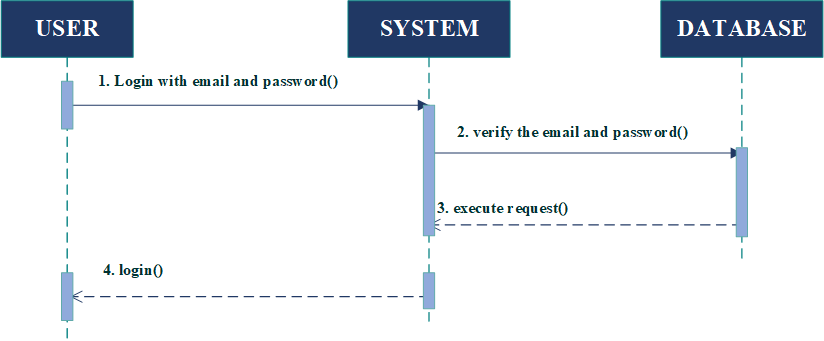 USER
SYSTEM
DATABASE
1. Login with email and password()
2. verify the email and password()
3. execute request()
4. login()